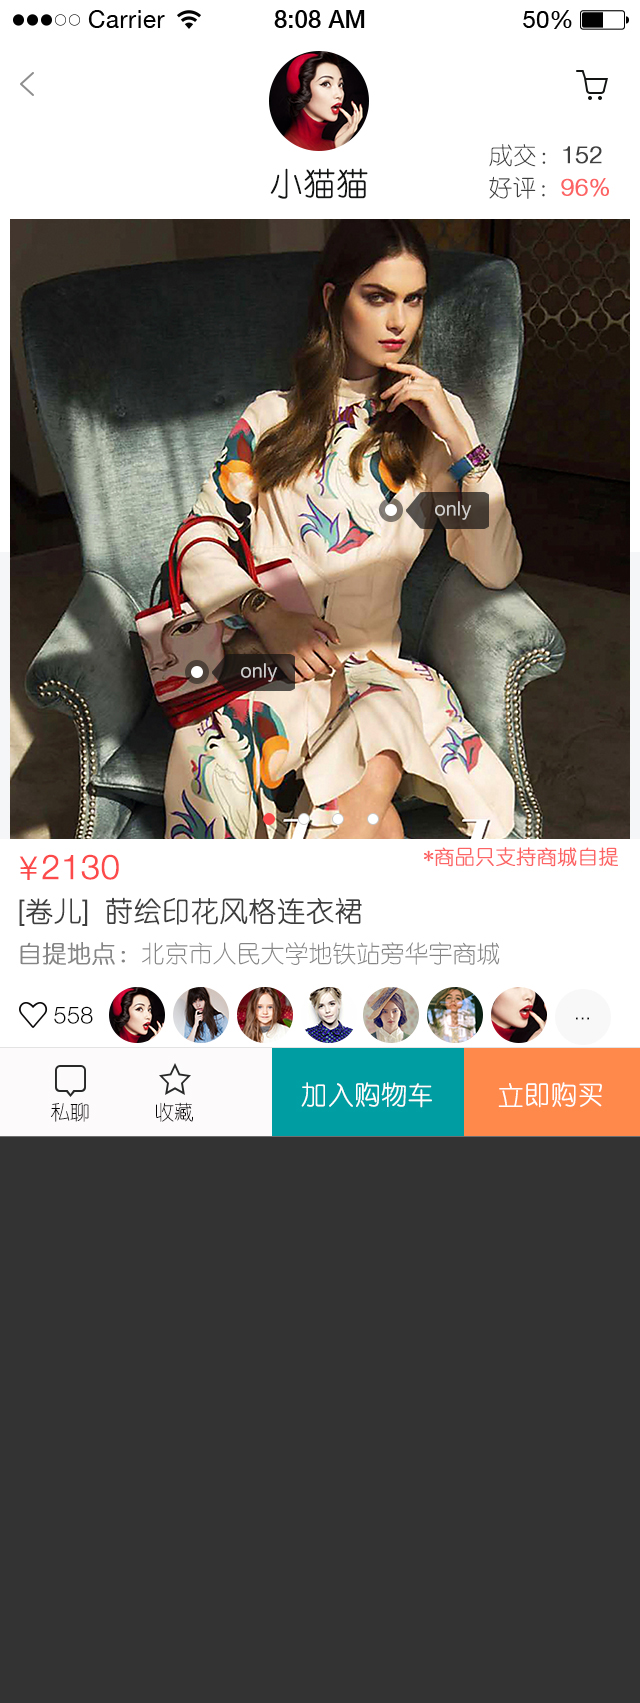 Carrier 8:08 AM 50%
小猫猫
成交：152
好评：96%
only
only
¥2130
*商品只支持商城自提
[卷儿] 莳绘印花风格连衣裙
自提地点：北京市人民大学地铁站旁华宇商城
558
...
私聊
收藏
加入购物车
立即购买